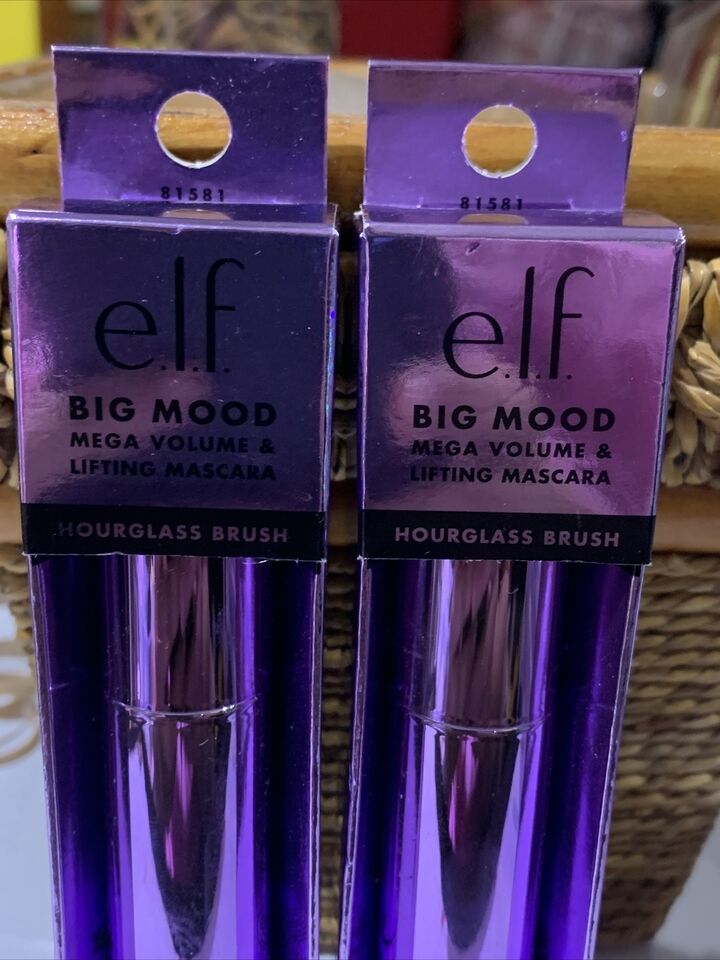 81581
e.l.f.
BIG MOOD
MEGA VOLUME &
LIFTING MASCARA
HOURGLASS BRUSH
81581
e.l.f.
BIG MOOD
MEGA VOLUME &
LIFTING MASCARA
HOURGLASS BRUSH